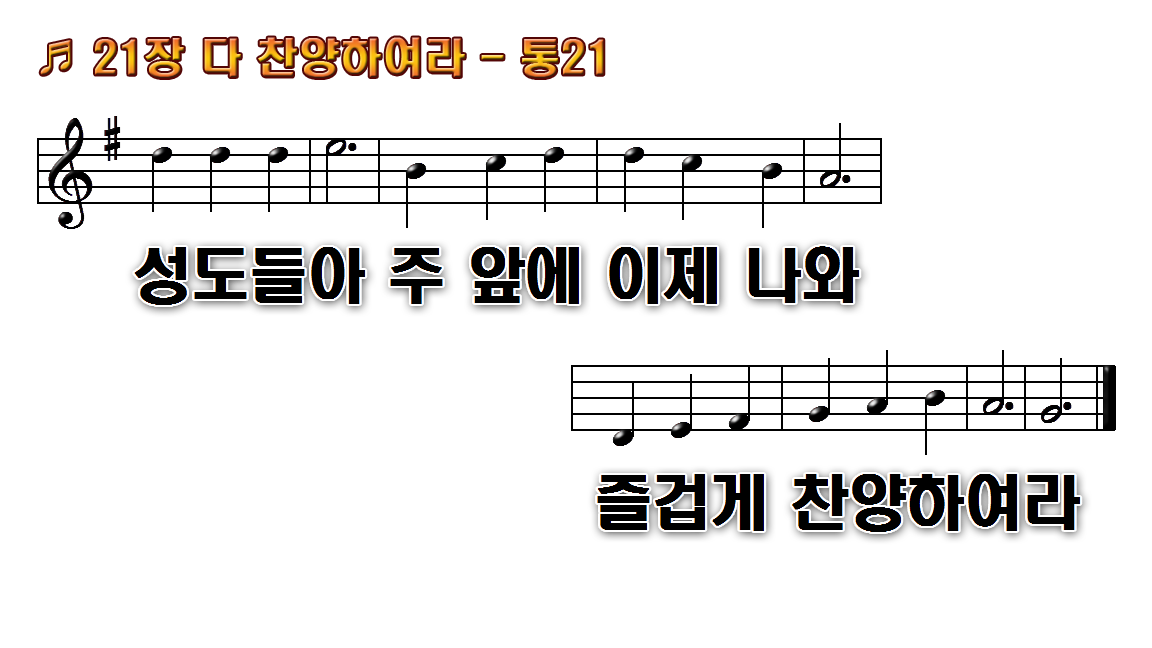 21장 다 찬양하여라 - 통21
성도들아 주 앞에 이제 나와
즐겁게 찬양하여라